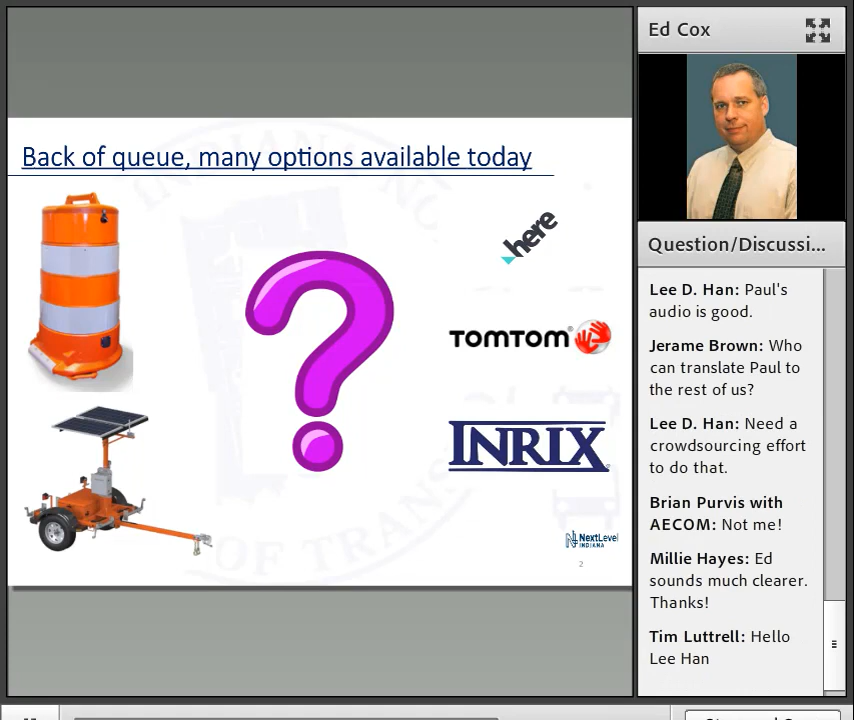 Ed Cox
Back of queue, many options available today
here
TOMTOM®
INRIX®
NextLevel
INDIANA
2
INDIANA
OF TRANS
Question/Discussi...
Lee D. Han: Paul's
audio is good.
Jerame Brown: Who
can translate Paul to
the rest of us?
Lee D. Han: Need a
crowdsourcing effort
to do that.
Brian Purvis with
AECOM: Not me!
Millie Hayes: Ed
sounds much clearer.
Thanks!
Tim Luttrell: Hello
Lee Han